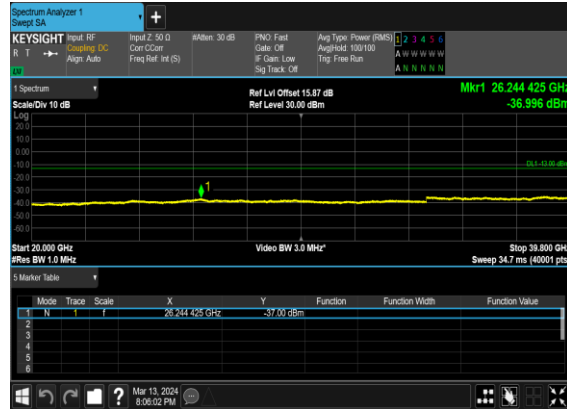 Spectrum Analyzer 1
Swept SA
+
KEYSIGHT
R T
LXI
Input: RF
Coupling: DC
Align: Auto
Input Z: 50 Ω
Corr CCorr
Freq Ref: Int (S)
#Atten: 30 dB
PNO: Fast
Gate: Off
IF Gain: Low
Sig Track: Off
Avg Type: Power (RMS)
Avg|Hold: 100/100
Trig: Free Run
1 2 3 4 5 6
A W W W W W
A N N N N N
1 Spectrum
Scale/Div 10 dB
Ref Lvl Offset 15.87 dB
Ref Level 30.00 dBm
Mkr1 26.244 425 GHz
-36.996 dBm
Log
20.0
10.0
0.00
-10.0
-20.0
-30.0
-40.0
-50.0
-60.0
1
DL1 -13.00 dBm
Start 20.000 GHz
#Res BW 1.0 MHz
Video BW 3.0 MHz*
Stop 39.800 GHz
Sweep 34.7 ms (40001 pts)
5 Marker Table
Mode Trace Scale X Y Function Function Width Function Value
1 N 1 f 26.244 425 GHz -37.00 dBm
2
3
4
5
6
?
Mar 13, 2024
8:06:02 PM